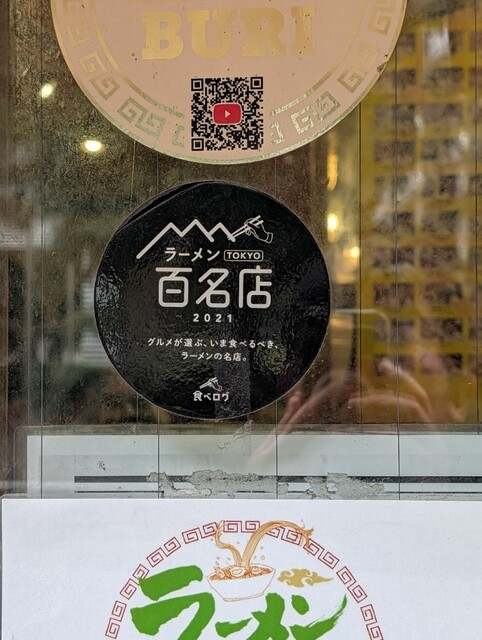 BURI
ラーメン TOKYO
百名店
2021
グルメが選ぶ、いま食べるべき、
ラーメンの名店。
食べログ
ラーメン